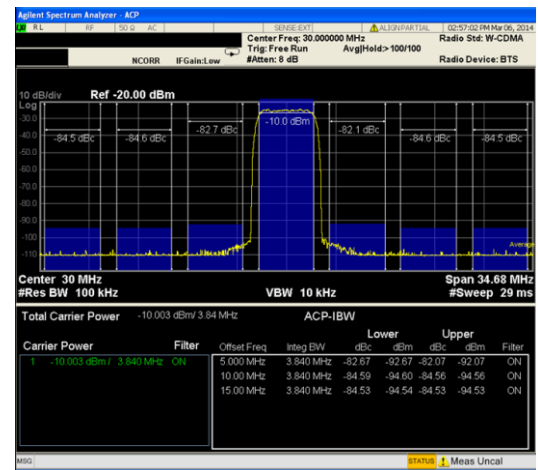 Agilent Spectrum Analyzer - ACP
RL RF 50 Ω AC SENSE:EXT ALIGN PARTIAL 02:57:02 PM Mar 06, 2014
Center Freq: 30.000000 MHz Radio Std: W-CDMA
Trig: Free Run Avg|Hold:> 100/100
NCORR IFGain:Low #Atten: 8 dB Radio Device: BTS
10 dB/div Ref -20.00 dBm
Log
-30.0
-10.0 dBm
-40.0
-84.5 dBc -84.6 dBc -82.7 dBc -82.1 dBc -84.6 dBc -84.5 dBc
-50.0
-60.0
-70.0
-80.0
-90.0
-100
Average
-110
Center 30 MHz Span 34.68 MHz
#Res BW 100 kHz VBW 10 kHz #Sweep 29 ms
Total Carrier Power -10.003 dBm/ 3.84 MHz ACP-IBW
Lower Upper
Carrier Power Filter Offset Freq Integ BW dBc dBm dBc dBm Filter
1 -10.003 dBm / 3.840 MHz ON 5.000 MHz 3.840 MHz -82.67 -92.67 -82.07 -92.07 ON
10.00 MHz 3.840 MHz -84.59 -94.60 -84.56 -94.56 ON
15.00 MHz 3.840 MHz -84.53 -94.54 -84.53 -94.53 ON
MSG STATUS Meas Uncal